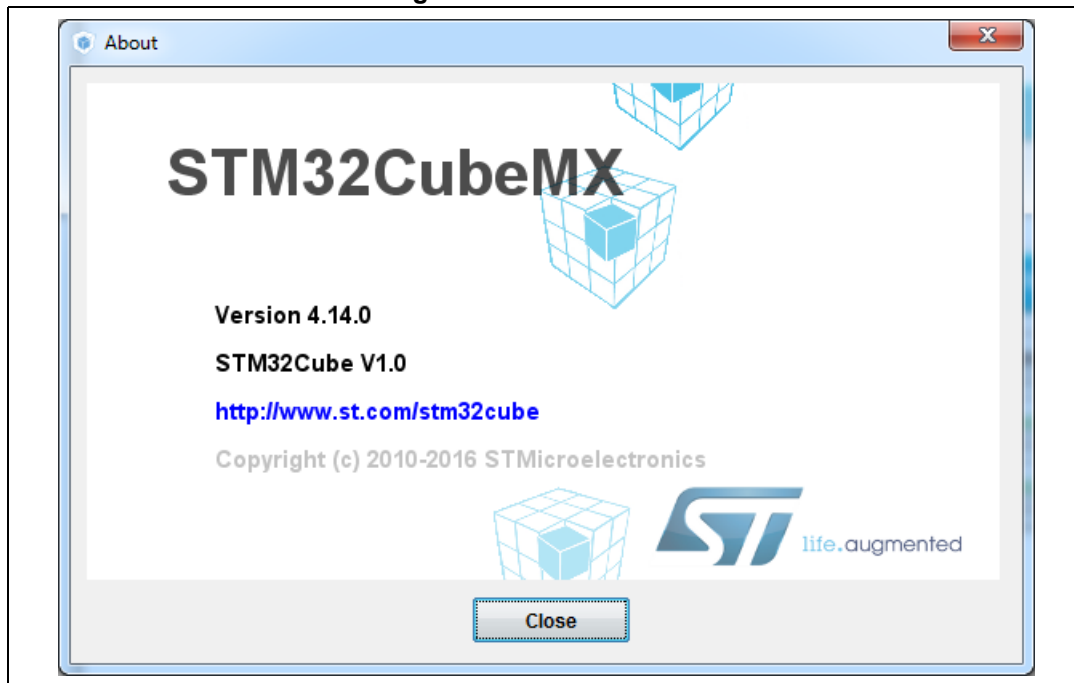 About
STM32CubeMX
Version 4.14.0
STM32Cube V1.0
http://www.st.com/stm32cube
Copyright (c) 2010-2016 STMicroelectronics
ST life.augmented
Close